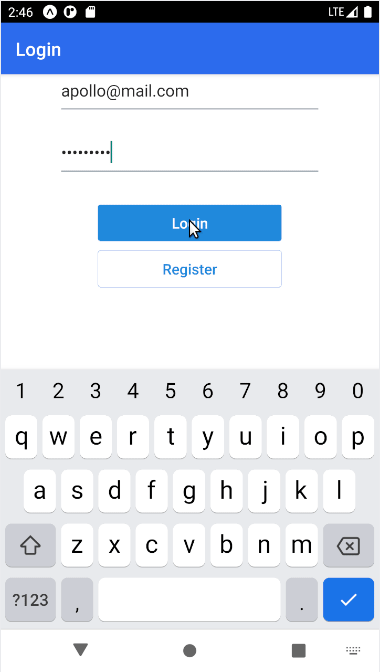 2:46 LTE
Login
apollo@mail.com
•••••••••
Login
Register
1 2 3 4 5 6 7 8 9 0
q w e r t y u i o p
a s d f g h j k l
z x c v b n m
?123 , .